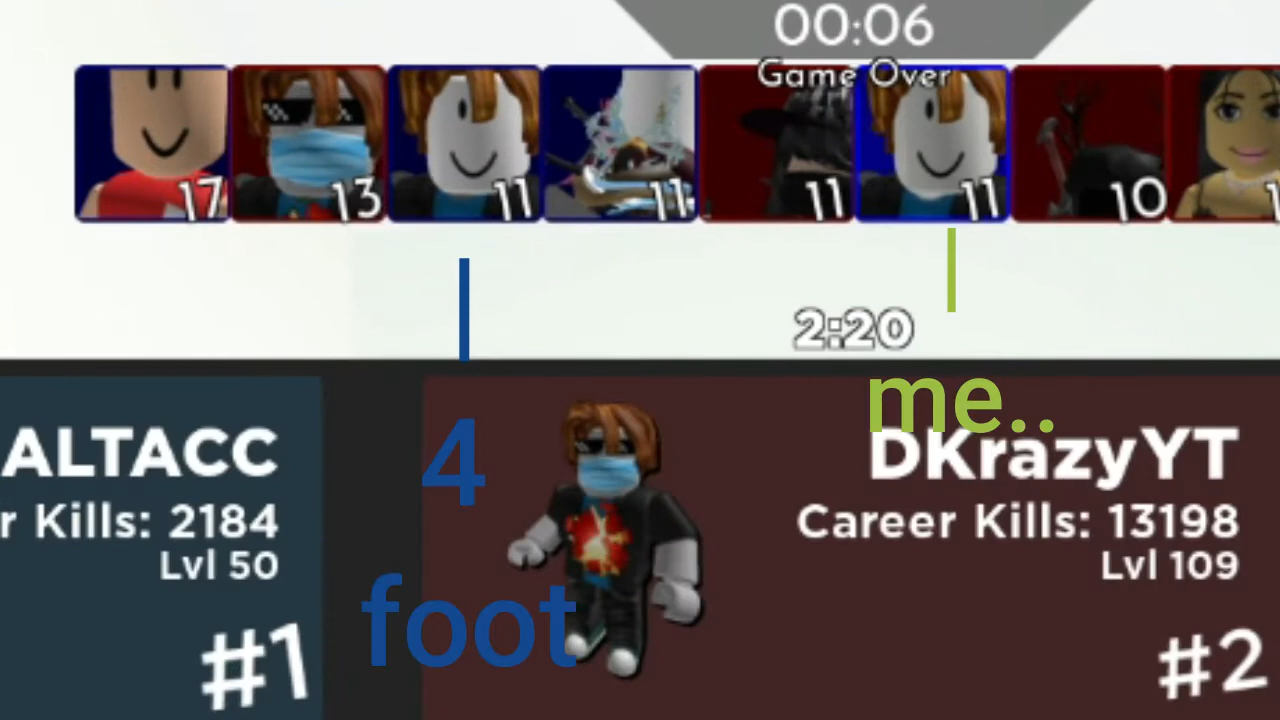 00:06
Game Over
17 13 11 11 11 11 10
2:20
me..
ALTACC
4
DKrazyYT
r Kills: 2184
Career Kills: 13198
Lvl 50
Lvl 109
foot
#1
#2